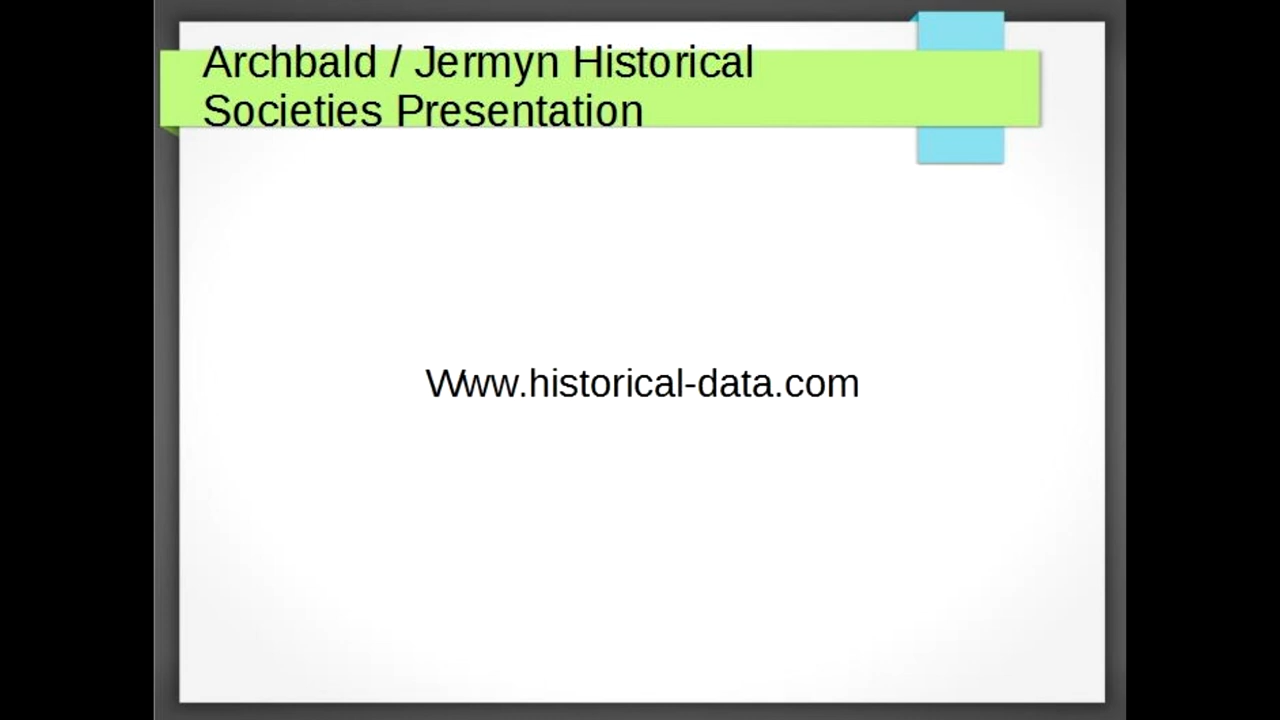 Archbald / Jermyn Historical
Societies Presentation
Www.historical-data.com